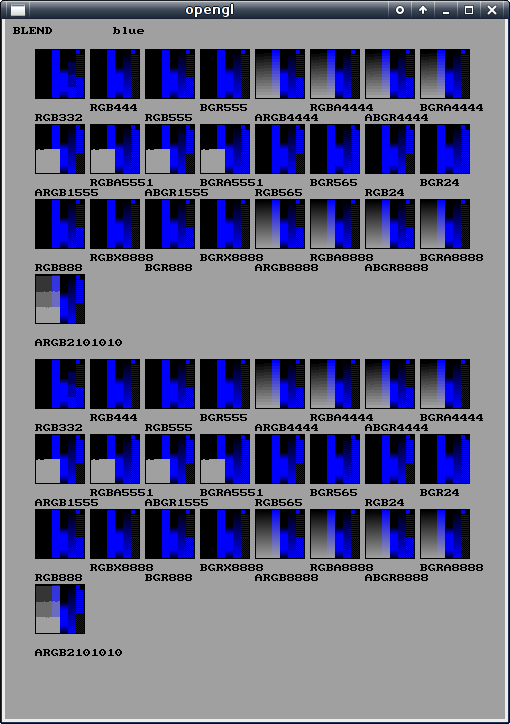 opengl
BLEND blue
RGB444 BGR555 RGBA4444 BGRA4444
RGB332 RGB555 ARGB4444 ABGR4444
RGBA5551 BGRA5551 BGR565 BGR24
ARGB1555 ABGR1555 RGB565 RGB24
RGBX8888 BGRX8888 RGBA8888 BGRA8888
RGB888 BGR888 ARGB8888 ABGR8888
ARGB2101010
RGB444 BGR555 RGBA4444 BGRA4444
RGB332 RGB555 ARGB4444 ABGR4444
RGBA5551 BGRA5551 BGR565 BGR24
ARGB1555 ABGR1555 RGB565 RGB24
RGBX8888 BGRX8888 RGBA8888 BGRA8888
RGB888 BGR888 ARGB8888 ABGR8888
ARGB2101010